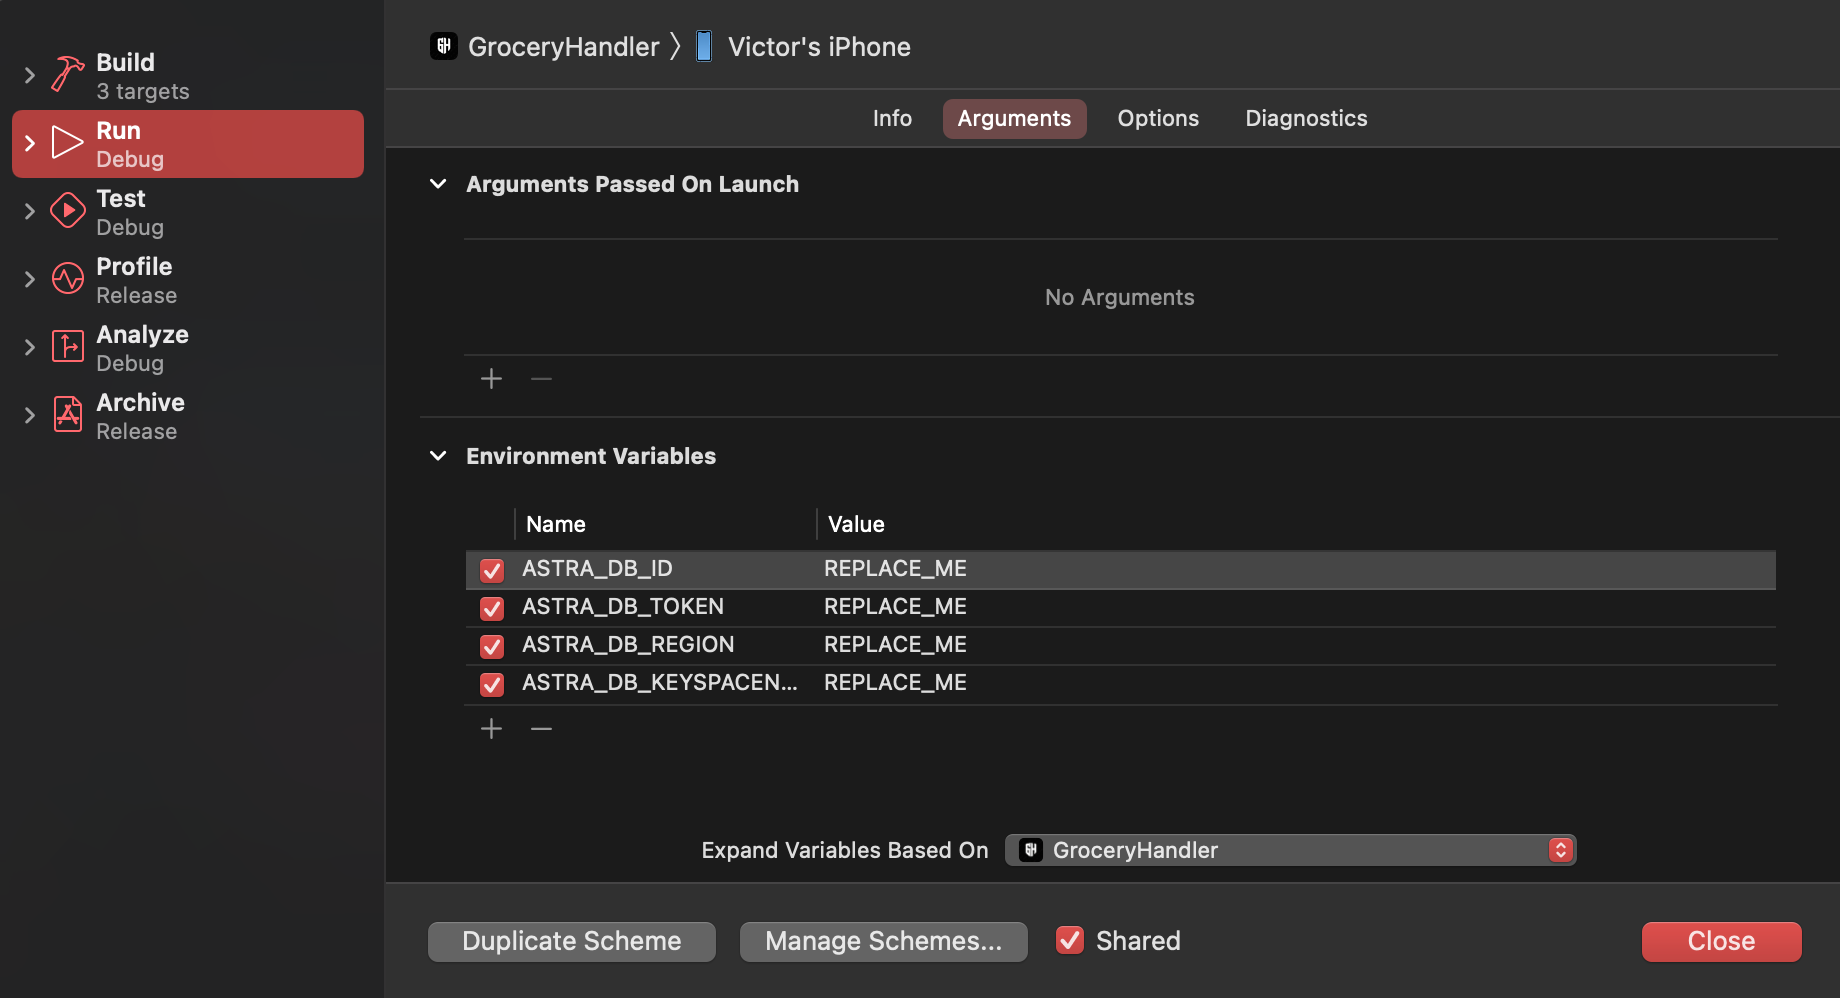 Build
3 targets
Run
Debug
Test
Debug
Profile
Release
Analyze
Debug
Archive
Release
GH GroceryHandler 〉 Victor's iPhone
Info Arguments Options Diagnostics
Arguments Passed On Launch
No Arguments
Environment Variables
Name Value
ASTRA_DB_ID REPLACE_ME
ASTRA_DB_TOKEN REPLACE_ME
ASTRA_DB_REGION REPLACE_ME
ASTRA_DB_KEYSPACEN... REPLACE_ME
Expand Variables Based On GH GroceryHandler
Duplicate Scheme Manage Schemes... Shared Close